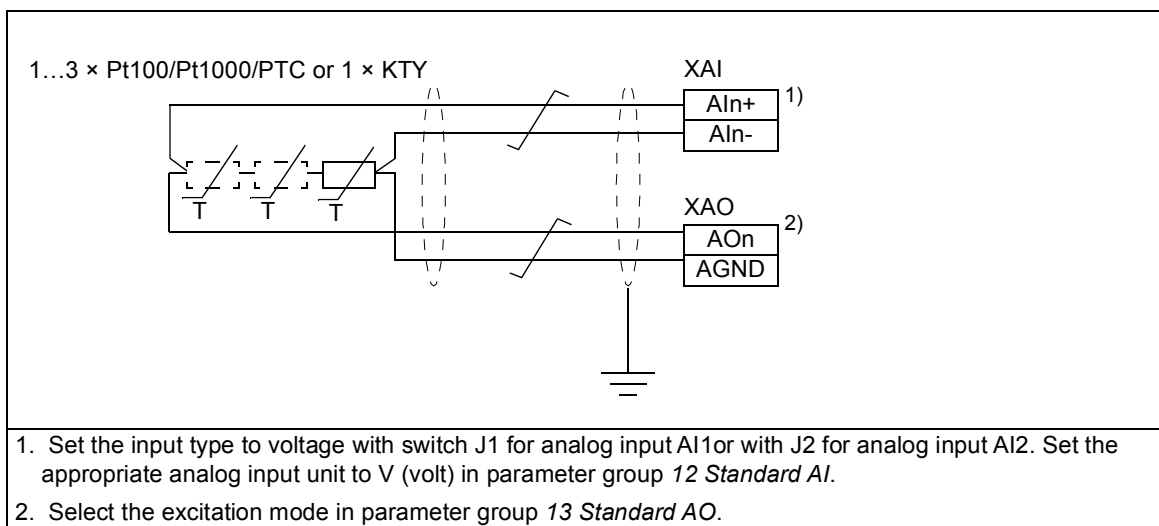 1…3 × Pt100/Pt1000/PTC or 1 × KTY
XAI
AIn+ 1)
AIn-
T T T
XAO
AOn 2)
AGND
1. Set the input type to voltage with switch J1 for analog input AI1or with J2 for analog input AI2. Set the
appropriate analog input unit to V (volt) in parameter group 12 Standard AI.
2. Select the excitation mode in parameter group 13 Standard AO.